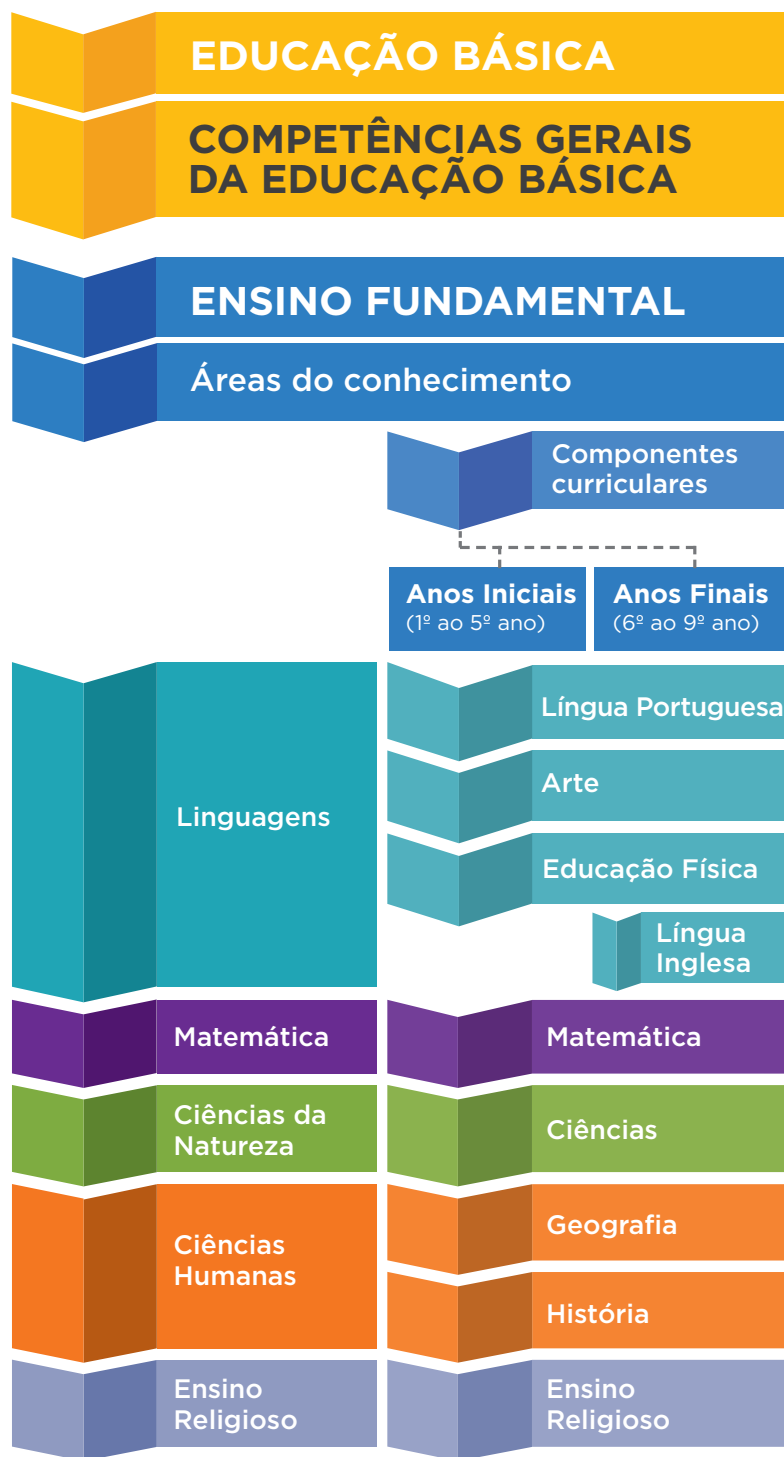 EDUCAÇÃO BÁSICA
COMPETÊNCIAS GERAIS
DA EDUCAÇÃO BÁSICA
ENSINO FUNDAMENTAL
Áreas do conhecimento
Componentes
curriculares
Anos Iniciais
(1º ao 5º ano)
Anos Finais
(6º ao 9º ano)
Linguagens
Língua Portuguesa
Arte
Educação Física
Língua
Inglesa
Matemática
Matemática
Ciências da
Natureza
Ciências
Ciências
Humanas
Geografia
História
Ensino
Religioso
Ensino
Religioso